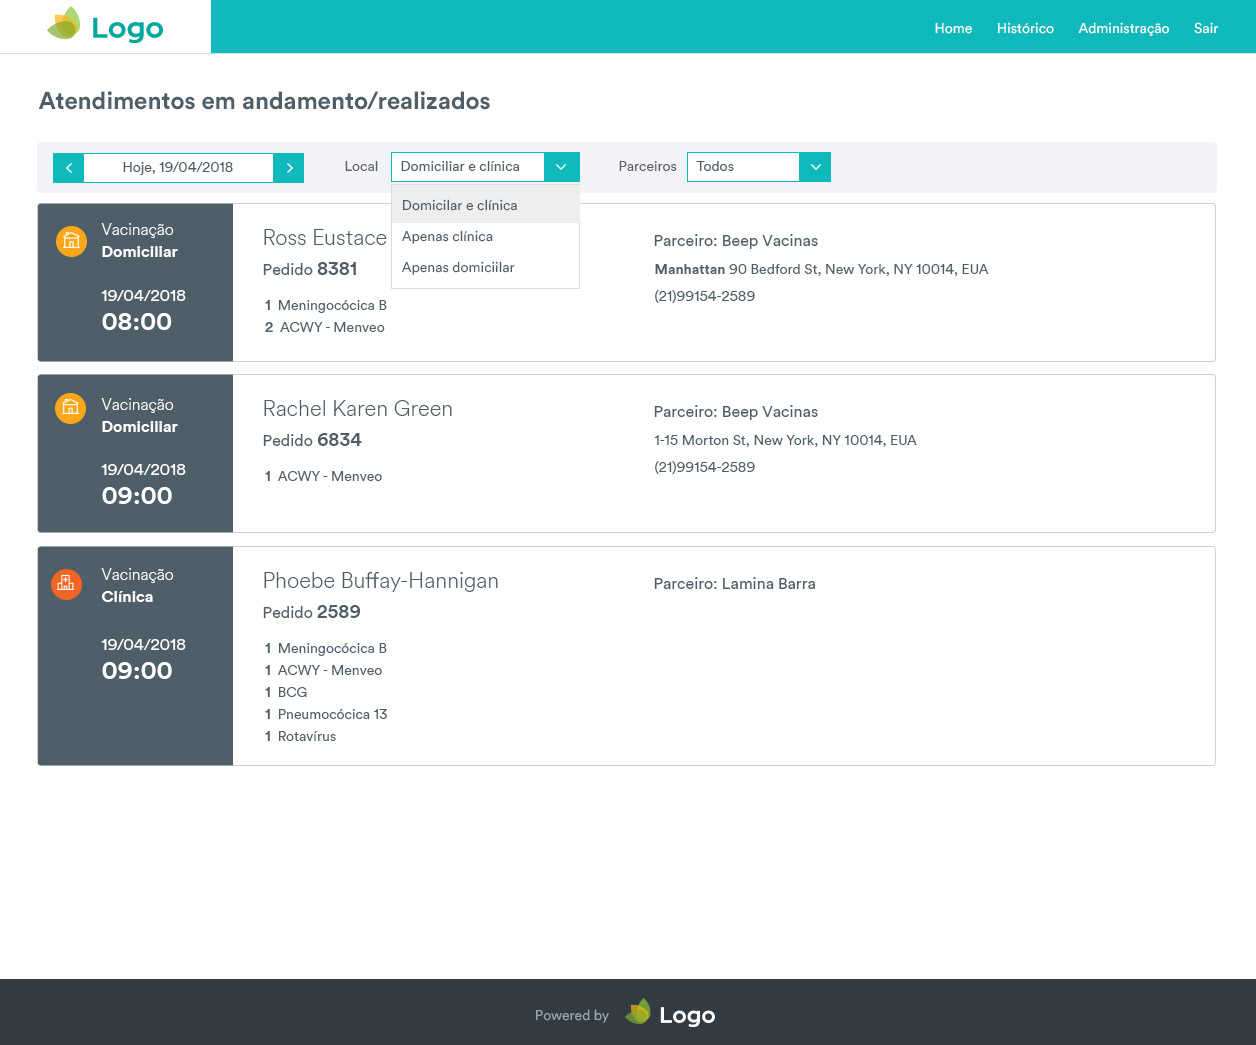 Logo
Home Histórico Administração Sair
Atendimentos em andamento/realizados
Hoje, 19/04/2018 Local Domiciliar e clínica Parceiros Todos
Domicilar e clínica
Apenas clínica
Apenas domiciilar
Vacinação
Domiciliar
19/04/2018
08:00
Ross Eustace
Pedido 8381
1 Meningocócica B
2 ACWY - Menveo
Parceiro: Beep Vacinas
Manhattan 90 Bedford St, New York, NY 10014, EUA
(21)99154-2589
Vacinação
Domiciliar
19/04/2018
09:00
Rachel Karen Green
Pedido 6834
1 ACWY - Menveo
Parceiro: Beep Vacinas
1-15 Morton St, New York, NY 10014, EUA
(21)99154-2589
Vacinação
Clínica
19/04/2018
09:00
Phoebe Buffay-Hannigan
Pedido 2589
1 Meningocócica B
1 ACWY - Menveo
1 BCG
1 Pneumocócica 13
1 Rotavírus
Parceiro: Lamina Barra
Powered by Logo